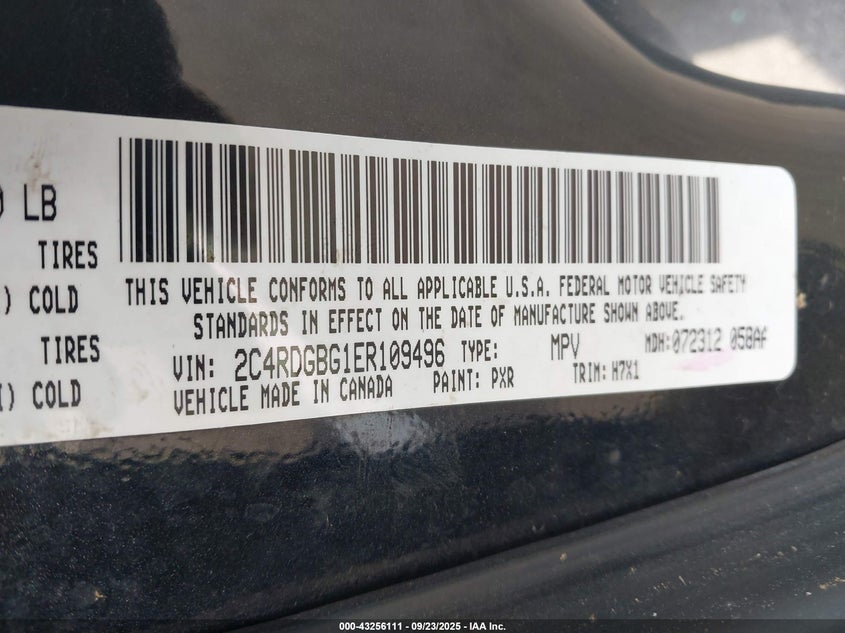 LB
TIRES
) COLD
TIRES
) COLD
THIS VEHICLE CONFORMS TO ALL APPLICABLE U.S.A. FEDERAL MOTOR VEHICLE SAFETY
STANDARDS IN EFFECT ON THE DATE OF MANUFACTURE SHOWN ABOVE.
VIN: 2C4RDGBG1ER109496 TYPE: MPV MDH:072312 058AF
VEHICLE MADE IN CANADA PAINT: PXR TRIM: H7X1
000-43256111 - 09/23/2025 - IAA Inc.